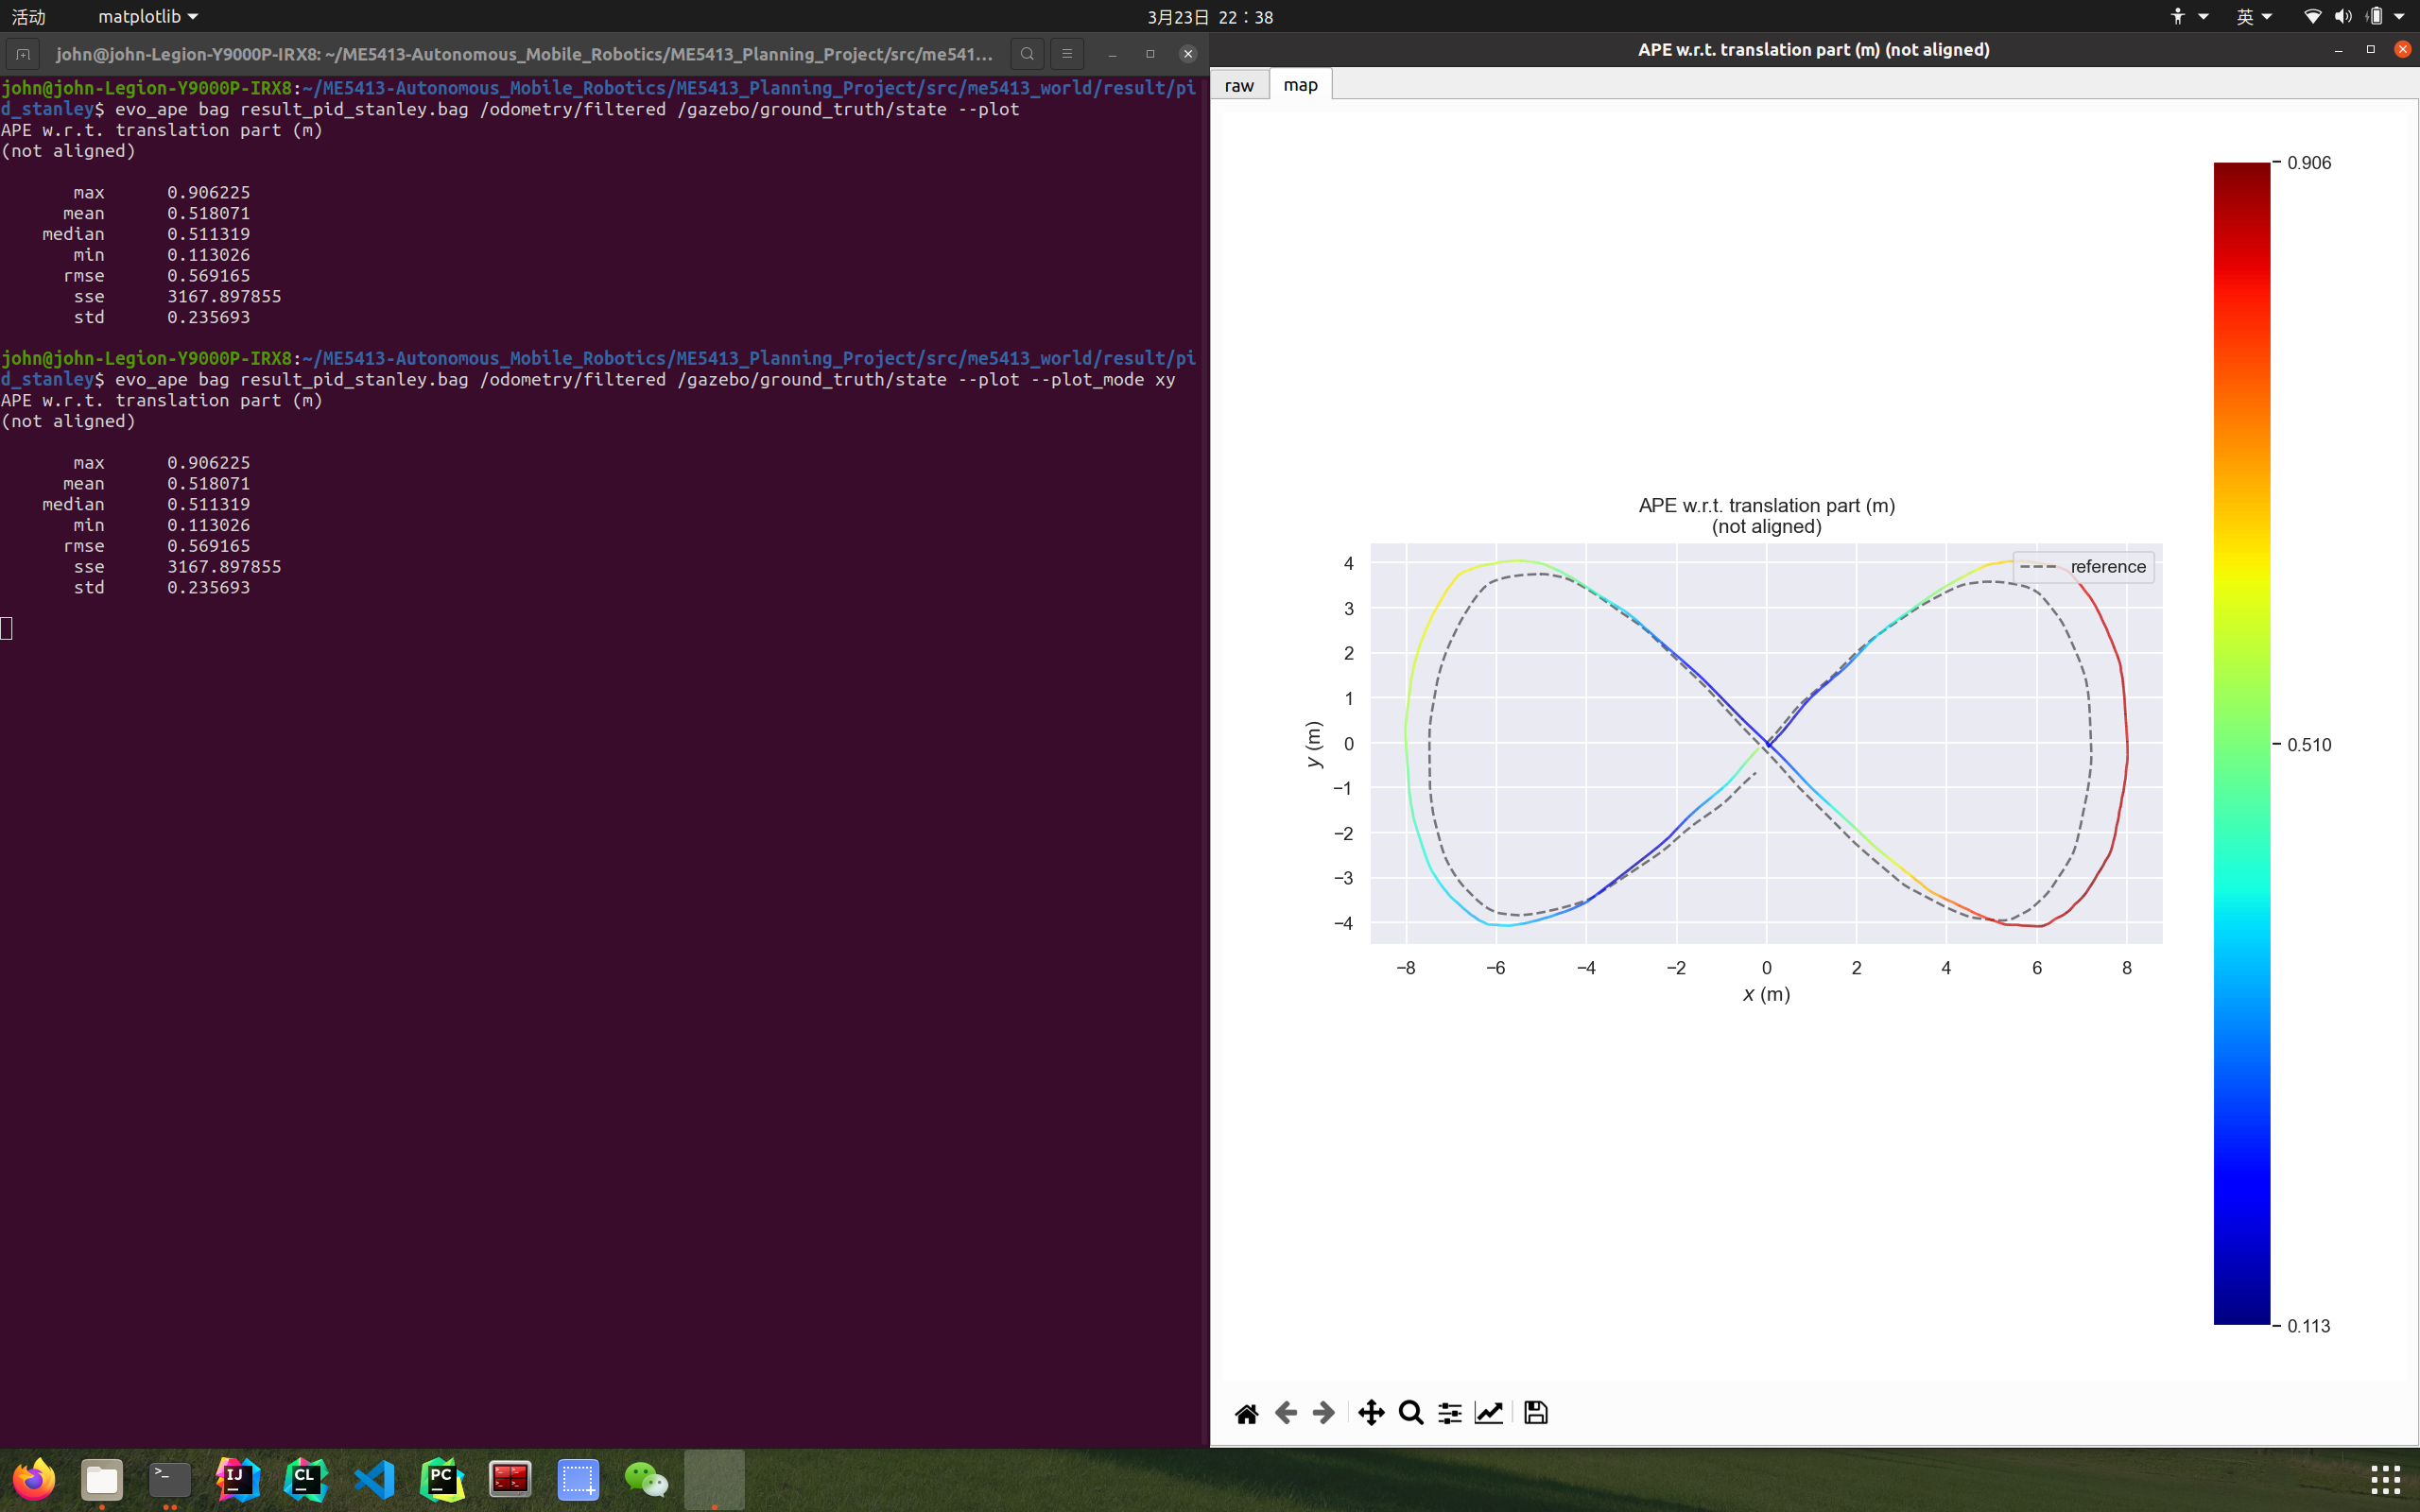 活动 matplotlib 3月23日 22：38 英
john@john-Legion-Y9000P-IRX8: ~/ME5413-Autonomous_Mobile_Robotics/ME5413_Planning_Project/src/me541…
john@john-Legion-Y9000P-IRX8:~/ME5413-Autonomous_Mobile_Robotics/ME5413_Planning_Project/src/me5413_world/result/pi
d_stanley$ evo_ape bag result_pid_stanley.bag /odometry/filtered /gazebo/ground_truth/state --plot
APE w.r.t. translation part (m)
(not aligned)
max 0.906225
mean 0.518071
median 0.511319
min 0.113026
rmse 0.569165
sse 3167.897855
std 0.235693
john@john-Legion-Y9000P-IRX8:~/ME5413-Autonomous_Mobile_Robotics/ME5413_Planning_Project/src/me5413_world/result/pi
d_stanley$ evo_ape bag result_pid_stanley.bag /odometry/filtered /gazebo/ground_truth/state --plot --plot_mode xy
APE w.r.t. translation part (m)
(not aligned)
max 0.906225
mean 0.518071
median 0.511319
min 0.113026
rmse 0.569165
sse 3167.897855
std 0.235693
APE w.r.t. translation part (m) (not aligned)
raw map
APE w.r.t. translation part (m)
(not aligned)
reference
4
3
2
1
0
−1
−2
−3
−4
y (m)
−8 −6 −4 −2 0 2 4 6 8
x (m)
0.906
0.510
0.113
IJ CL PC